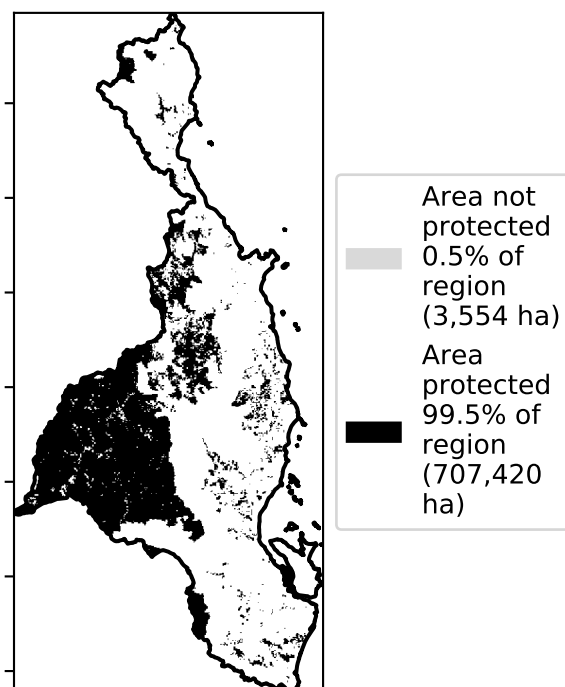 Area not
protected
0.5% of
region
(3,554 ha)
Area
protected
99.5% of
region
(707,420
ha)